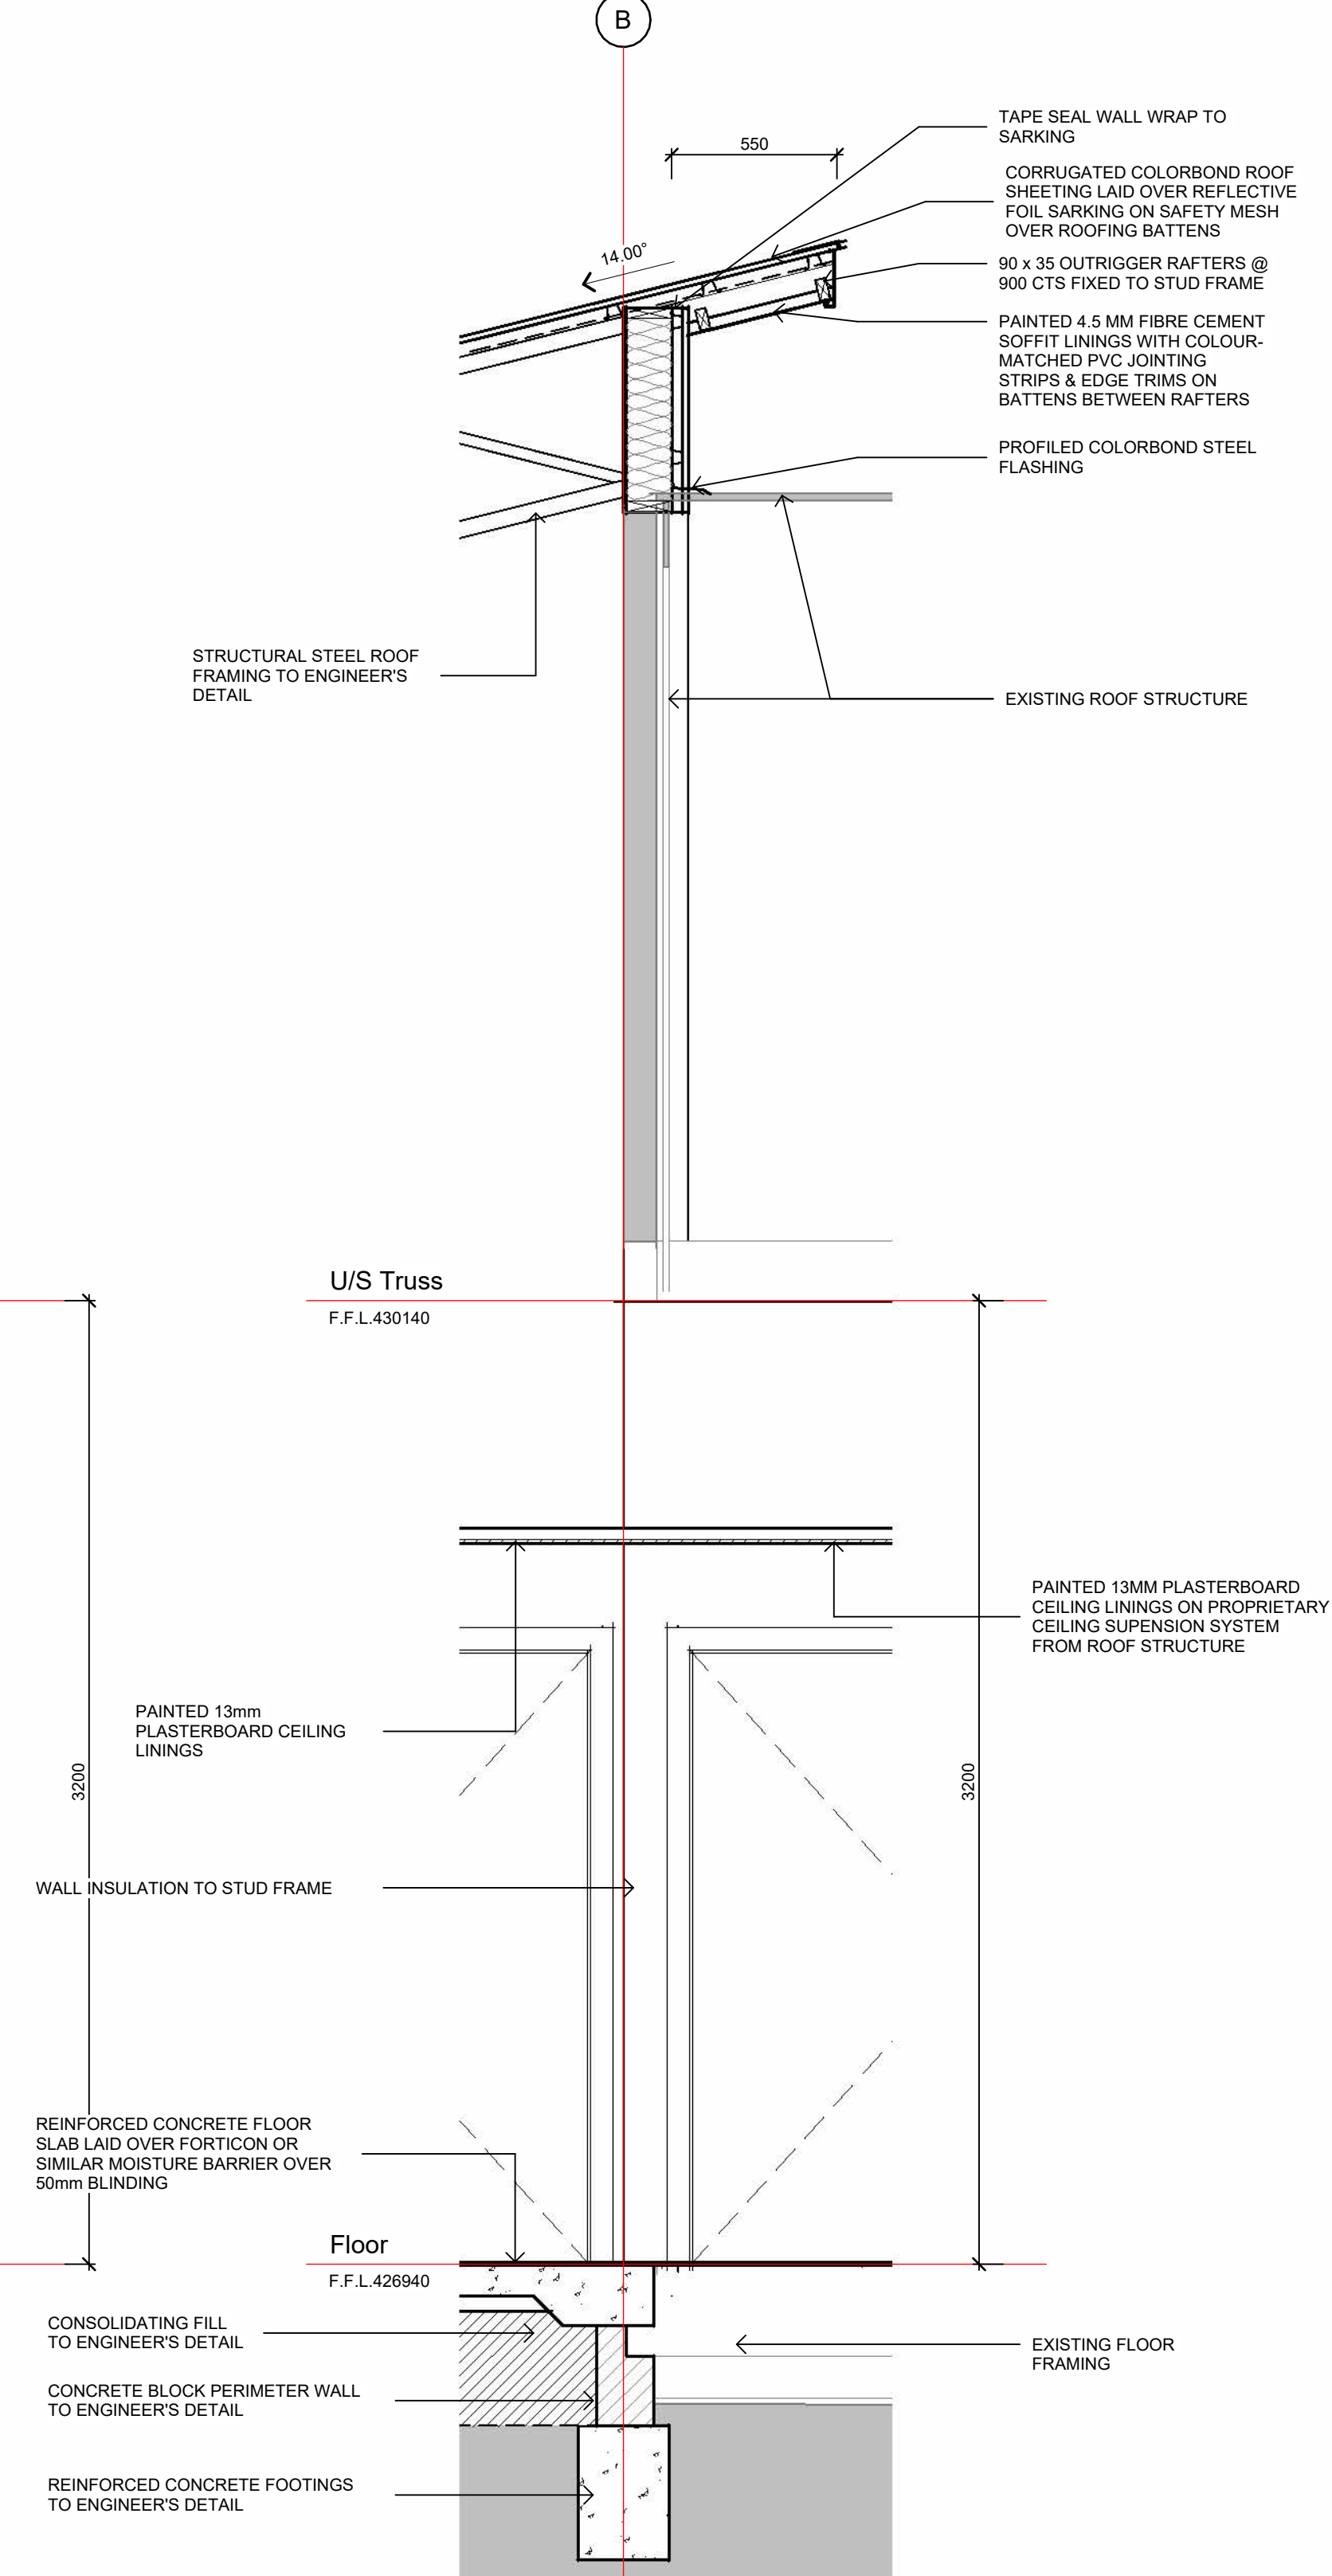 B
TAPE SEAL WALL WRAP TO
SARKING
550
CORRUGATED COLORBOND ROOF
SHEETING LAID OVER REFLECTIVE
FOIL SARKING ON SAFETY MESH
OVER ROOFING BATTENS
14.00°
90 x 35 OUTRIGGER RAFTERS @
900 CTS FIXED TO STUD FRAME
PAINTED 4.5 MM FIBRE CEMENT
SOFFIT LININGS WITH COLOUR-
MATCHED PVC JOINTING
STRIPS & EDGE TRIMS ON
BATTENS BETWEEN RAFTERS
PROFILED COLORBOND STEEL
FLASHING
STRUCTURAL STEEL ROOF
FRAMING TO ENGINEER'S
DETAIL
EXISTING ROOF STRUCTURE
U/S Truss
F.F.L.430140
PAINTED 13MM PLASTERBOARD
CEILING LININGS ON PROPRIETARY
CEILING SUPENSION SYSTEM
FROM ROOF STRUCTURE
PAINTED 13mm
PLASTERBOARD CEILING
LININGS
3200
3200
WALL INSULATION TO STUD FRAME
REINFORCED CONCRETE FLOOR
SLAB LAID OVER FORTICON OR
SIMILAR MOISTURE BARRIER OVER
50mm BLINDING
Floor
F.F.L.426940
CONSOLIDATING FILL
TO ENGINEER'S DETAIL
EXISTING FLOOR
FRAMING
CONCRETE BLOCK PERIMETER WALL
TO ENGINEER'S DETAIL
REINFORCED CONCRETE FOOTINGS
TO ENGINEER'S DETAIL